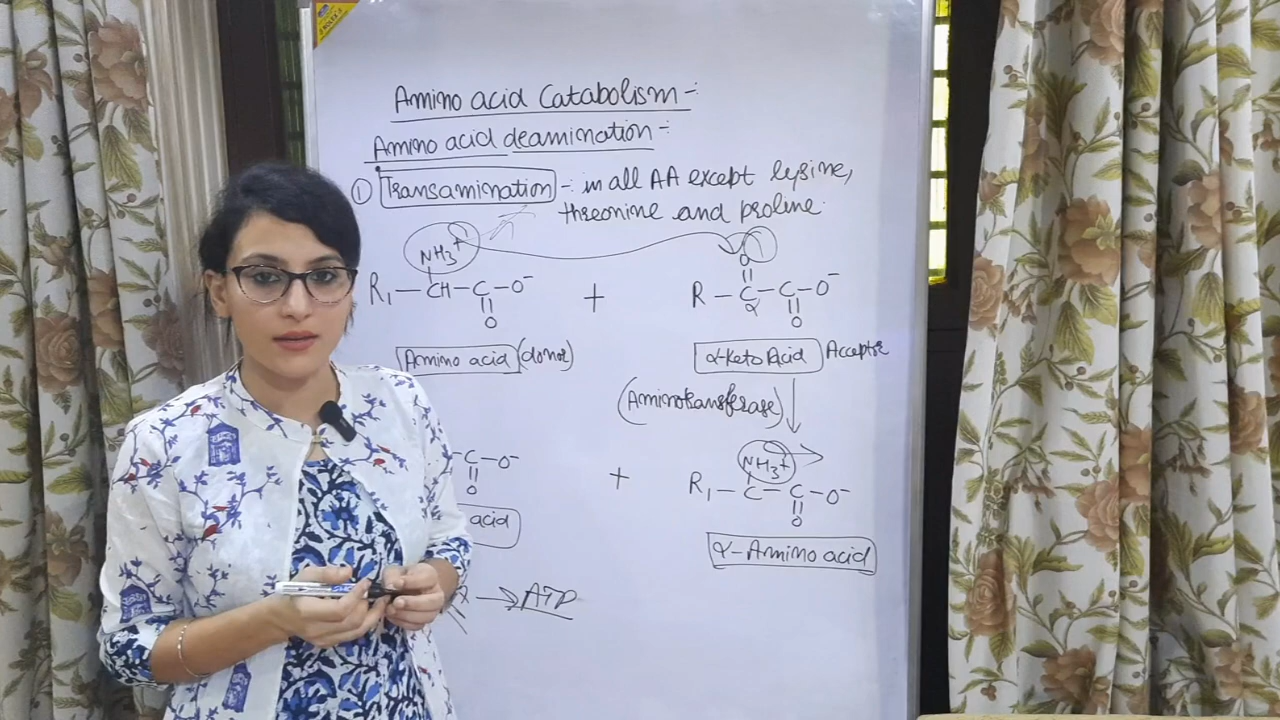 Amino acid Catabolism -:
Amino acid deamination -:
① Transamination -: in all AA except lysine,
threonine and proline.
NH3+ O
R1 - CH - C - O- + R - C - C - O-
O α O
Amino acid (donor) α-keto Acid Acceptor
(Aminotransferase)
NH3+
- C - O- + R1 - C - C - O-
O O
acid α-Amino acid
→ ATP